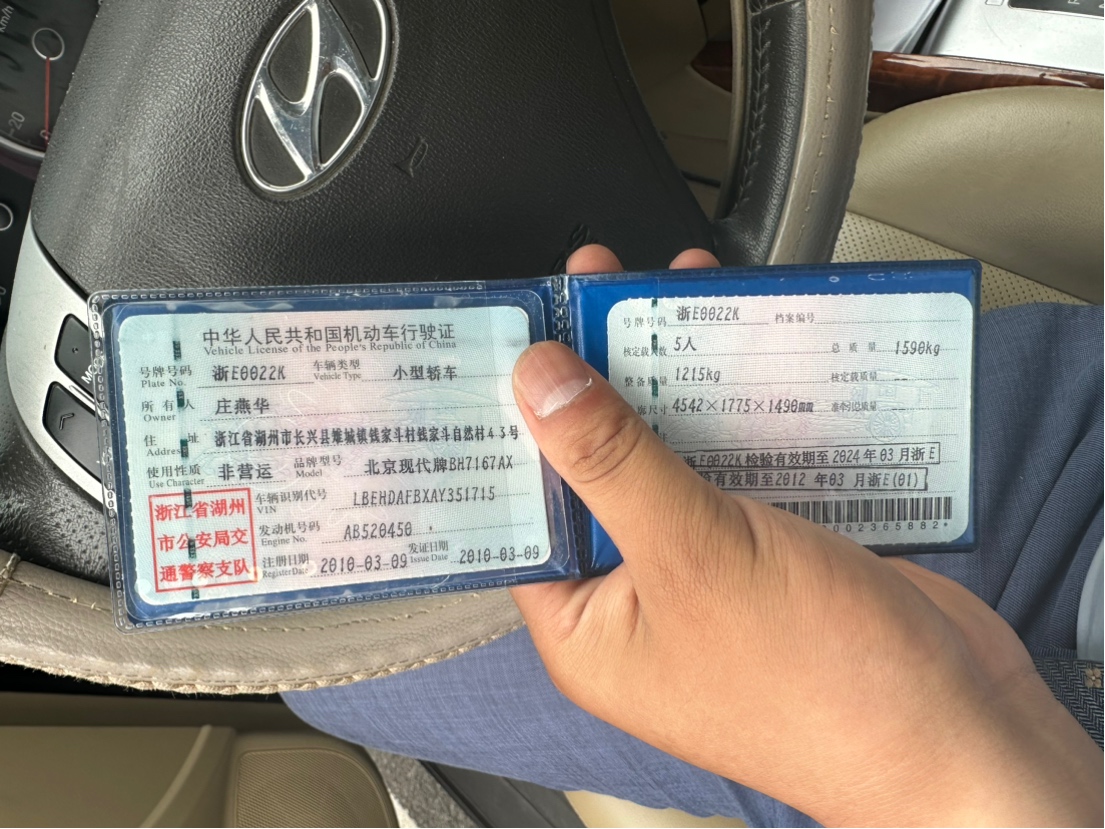 km/h
20
0
中华人民共和国机动车行驶证
Vehicle License of the People's Republic of China
号牌号码 浙E0022K 车辆类型 小型轿车
Plate No. Vehicle Type
所有人 庄燕华
Owner
住 址 浙江省湖州市长兴县雉城镇钱家斗村钱家斗自然村43号
Address
使用性质 非营运 品牌型号 北京现代牌BH7167AX
Use Character Model
浙江省湖州
市公安局交
通警察支队
车辆识别代号 LBEHDAFBXAY351715
VIN
发动机号码 AB520450
Engine No.
注册日期 2010-03-09 发证日期 2010-03-09
Register Date Issue Date
号牌号码 浙E0022K 档案编号
核定载人数 5人 总质量 1590kg
整备质量 1215kg 核定载质量 --
廓尺寸 4542×1775×1490 准牵引总质量 --
浙E0022K 检验有效期至 2024年03月浙E
验有效期至 2012年03月浙E(01)
002365882*